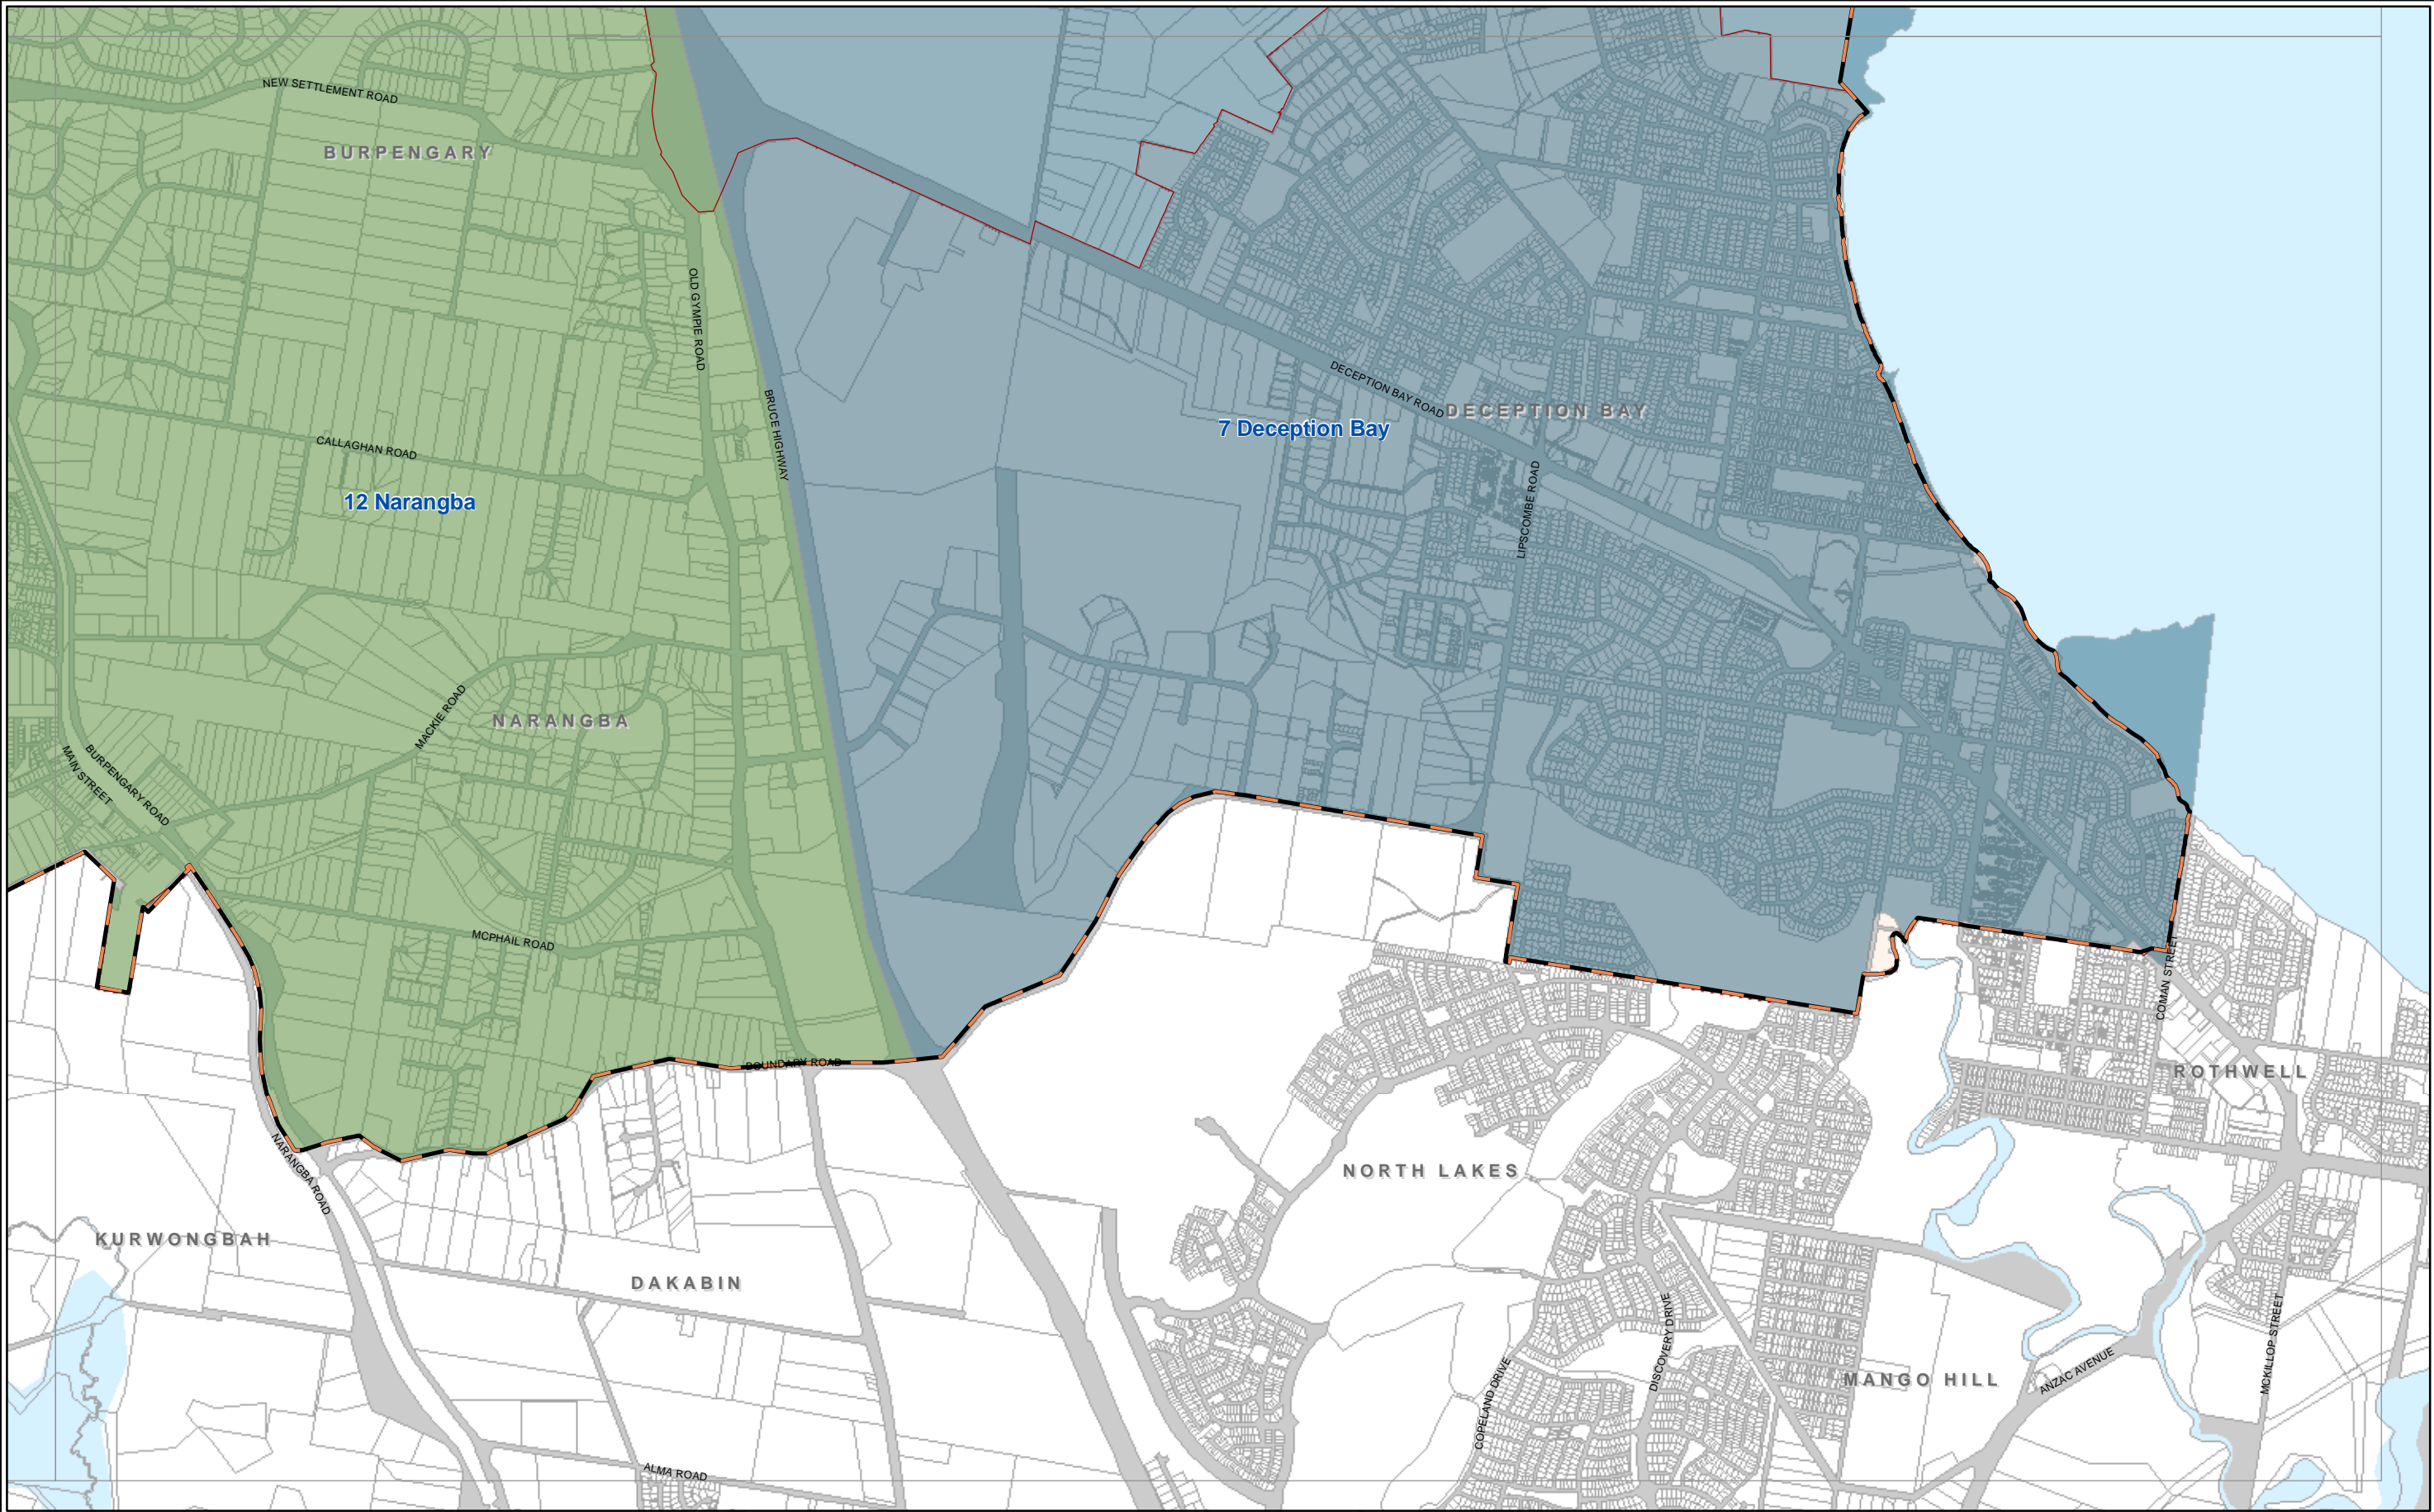 NEW SETTLEMENT ROAD
BURPENGARY
OLD GYMPIE ROAD
BRUCE HIGHWAY
DECEPTION BAY ROAD
DECEPTION BAY
7 Deception Bay
CALLAGHAN ROAD
12 Narangba
LIPSCOMBE ROAD
MACKIE ROAD
NARANGBA
BURPENGARY ROAD
MAIN STREET
MCPHAIL ROAD
COMAN STREET
BOUNDARY ROAD
ROTHWELL
NARANGBA ROAD
NORTH LAKES
KURWONGBAH
DAKABIN
DISCOVERY DRIVE
MCKILLOP STREET
COPELAND DRIVE
MANGO HILL
ANZAC AVENUE
ALMA ROAD